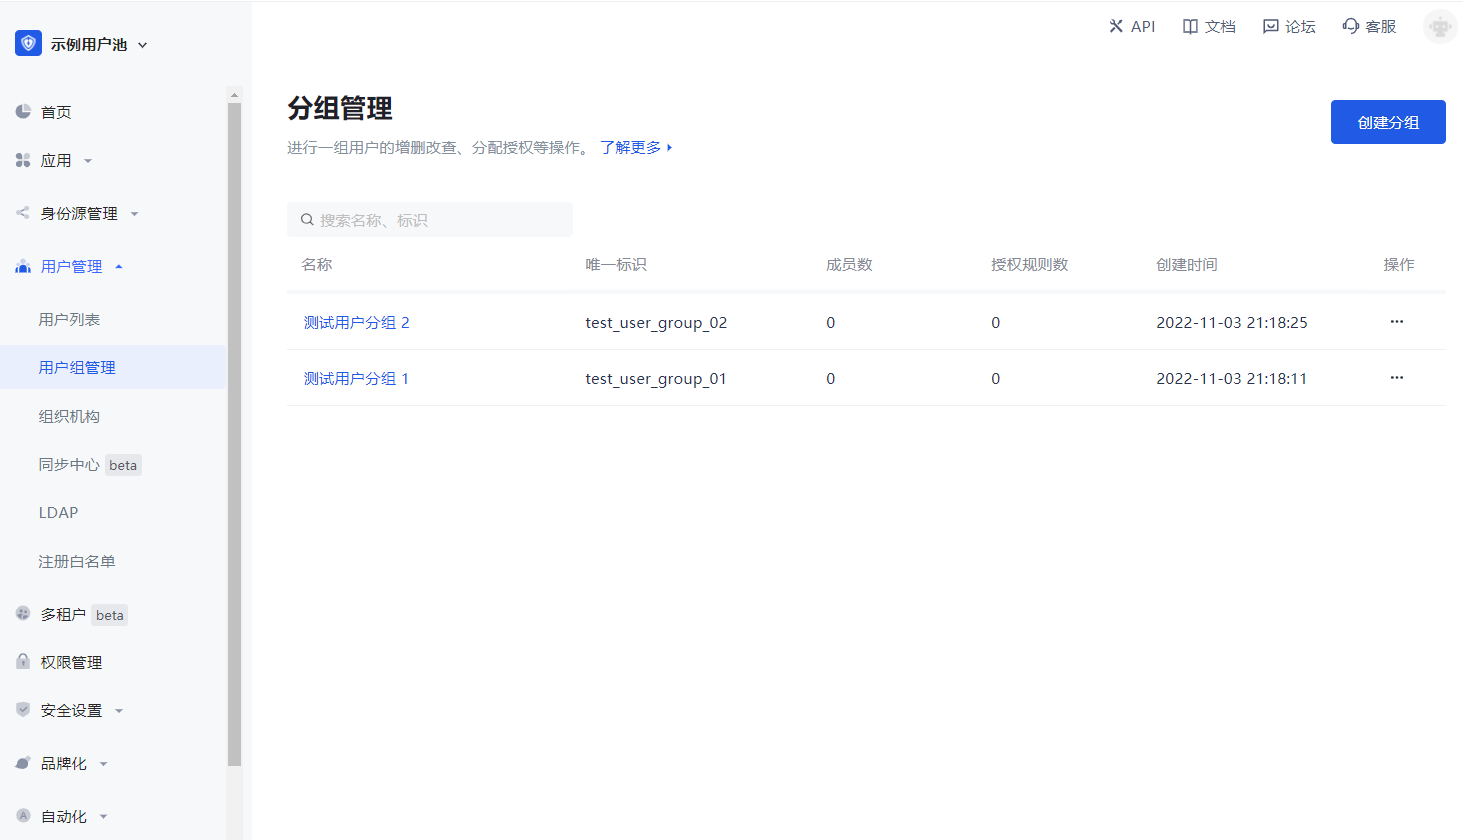 示例用户池
API
文档
论坛
客服
首页
应用
身份源管理
用户管理
用户列表
用户组管理
组织机构
同步中心 beta
LDAP
注册白名单
多租户 beta
权限管理
安全设置
品牌化
自动化
分组管理
进行一组用户的增删改查、分配授权等操作。 了解更多
创建分组
搜索名称、标识
名称 唯一标识 成员数 授权规则数 创建时间 操作
测试用户分组 2 test_user_group_02 0 0 2022-11-03 21:18:25 ···
测试用户分组 1 test_user_group_01 0 0 2022-11-03 21:18:11 ···